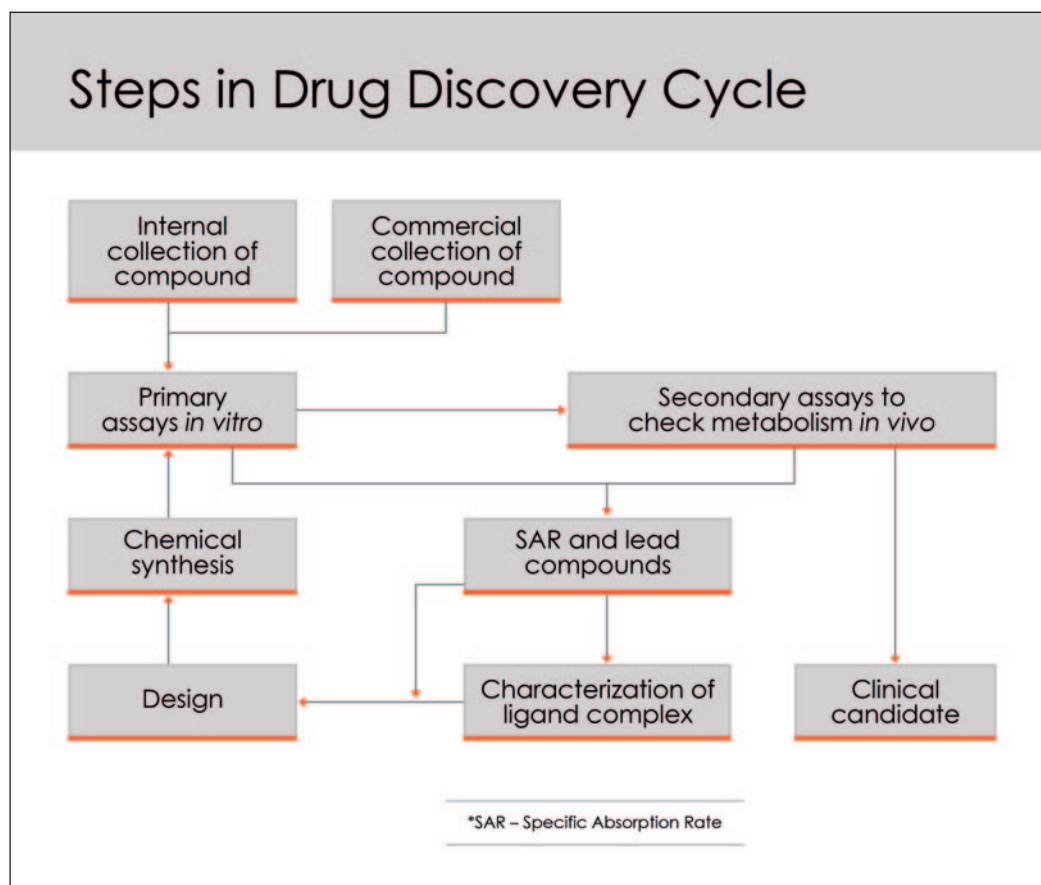 Steps in Drug Discovery Cycle
Internal
collection of
compound
Commercial
collection of
compound
Primary
assays in vitro
Secondary assays to
check metabolism in vivo
Chemical
synthesis
SAR and lead
compounds
Design
Characterization of
ligand complex
Clinical
candidate
*SAR – Specific Absorption Rate